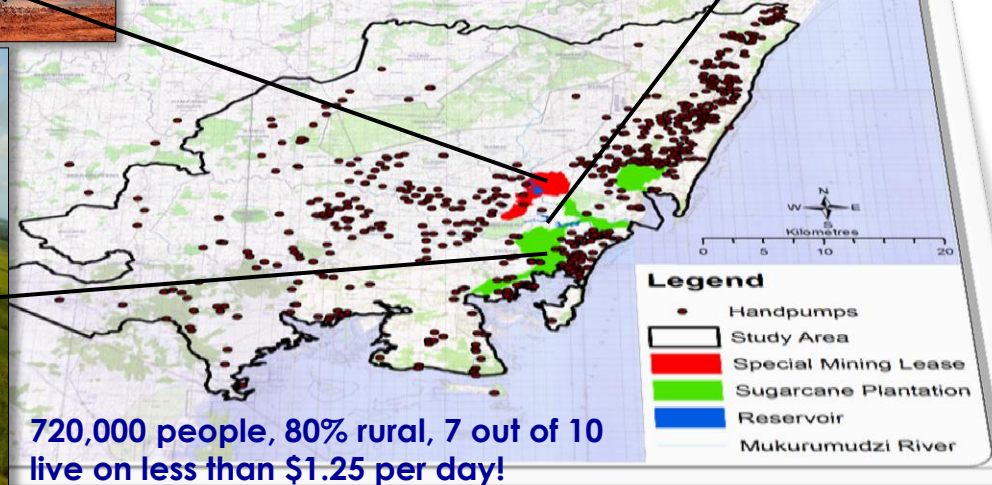 N
W E
S
Kilometres
0 5 10 20
Legend
Handpumps
Study Area
Special Mining Lease
Sugarcane Plantation
Reservoir
Mukurumudzi River
720,000 people, 80% rural, 7 out of 10
live on less than $1.25 per day!